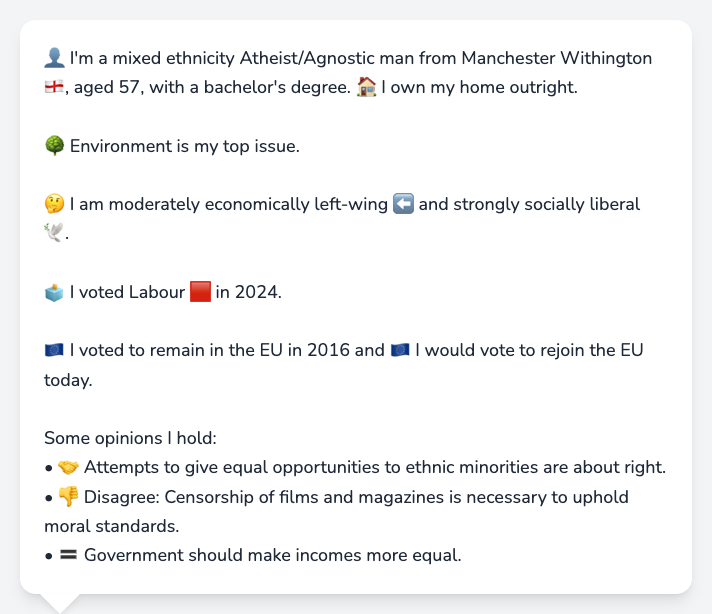 👤 I'm a mixed ethnicity Atheist/Agnostic man from Manchester Withington
🏴󠁧󠁢󠁥󠁮󠁧󠁿, aged 57, with a bachelor's degree. 🏠 I own my home outright.
🌳 Environment is my top issue.
🤔 I am moderately economically left-wing ⬅️ and strongly socially liberal
🕊️.
🗳️ I voted Labour 🟥 in 2024.
🇪🇺 I voted to remain in the EU in 2016 and 🇪🇺 I would vote to rejoin the EU
today.
Some opinions I hold:
• 🤝 Attempts to give equal opportunities to ethnic minorities are about right.
• 👎 Disagree: Censorship of films and magazines is necessary to uphold
moral standards.
• 🟰 Government should make incomes more equal.